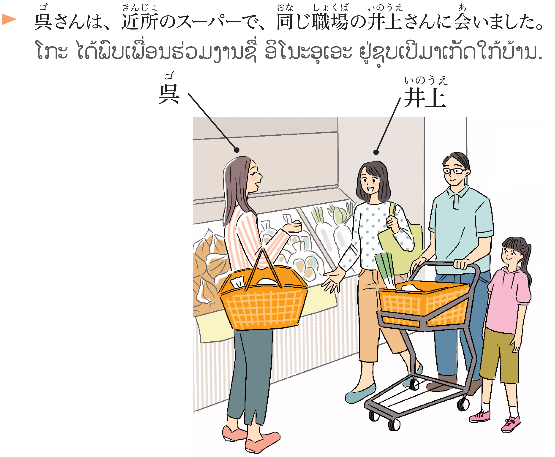 ► 呉さんは、近所のスーパーで、同じ職場の井上さんに会いました。
ໂກະ ໄດ້ພົບເພື່ອນຮ່ວມງານຊື່ ອິໂນະອຸເອະ ຢູ່ຊຸບເປີມາເກັດໃກ້ບ້ານ.
呉 井上